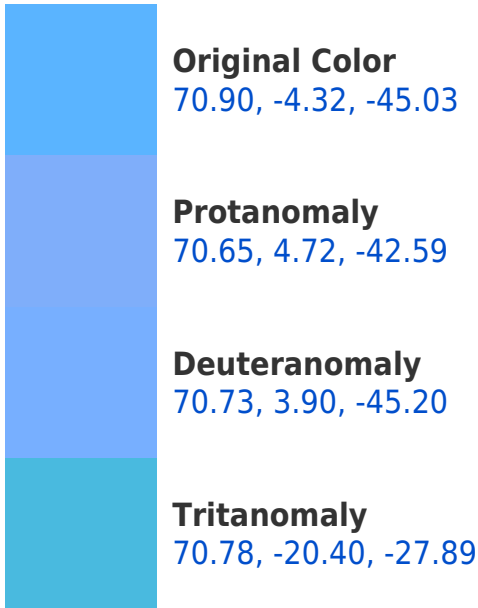 Original Color
70.90, -4.32, -45.03
Protanomaly
70.65, 4.72, -42.59
Deuteranomaly
70.73, 3.90, -45.20
Tritanomaly
70.78, -20.40, -27.89